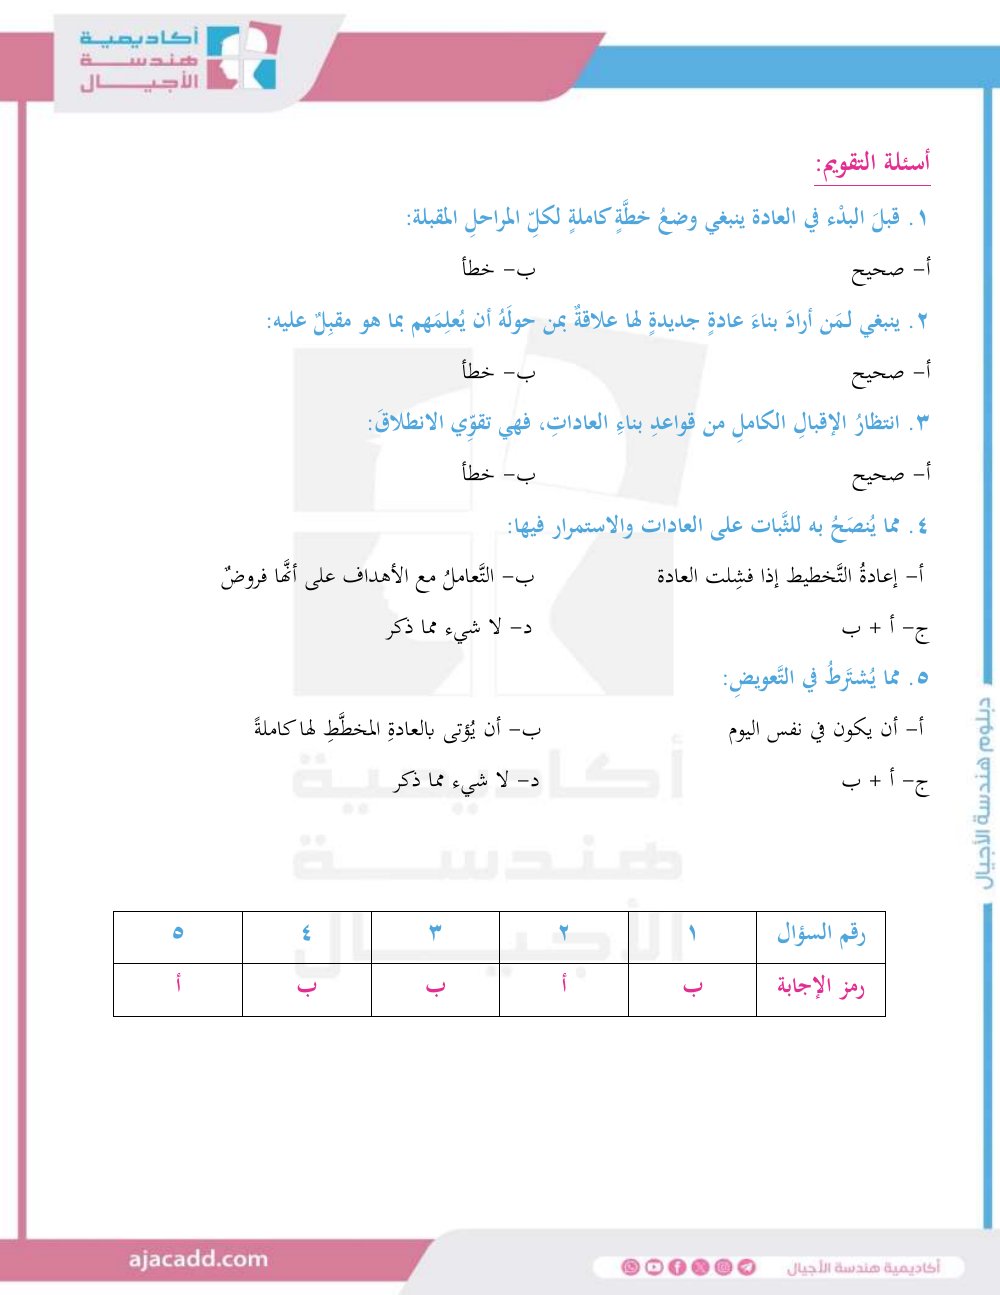 أكاديمية
هندسة
الأجيال
أسئلة التقويم:
١. قبلَ البدْء في العادة ينبغي وضعُ خطَّةٍ كاملةٍ لكلِّ المراحلِ المقبلة:
أ- صحيح ب- خطأ
٢. ينبغي لمَن أرادَ بناءَ عادةٍ جديدةٍ لها علاقةٌ بمن حولَهُ أن يُعلِمَهم بما هو مقبِلٌ عليه:
أ- صحيح ب- خطأ
٣. انتظارُ الإقبالِ الكاملِ من قواعدِ بناءِ العاداتِ، فهي تقوّي الانطلاقَ:
أ- صحيح ب- خطأ
٤. مما يُنصَحُ به للثَّبات على العادات والاستمرار فيها:
أ- إعادةُ التَّخطيط إذا فشِلت العادة ب- التَّعاملُ مع الأهداف على أنَّها فروضٌ
ج- أ + ب د- لا شيء مما ذكر
٥. مما يُشتَرطُ في التَّعويضِ:
أ- أن يكون في نفس اليوم ب- أن يُؤتى بالعادةِ المخطَّطِ لها كاملةً
ج- أ + ب د- لا شيء مما ذكر
أكاديمية
هندسة
الأجيال
رقم السؤال ١ ٢ ٣ ٤ ٥
رمز الإجابة ب أ ب ب أ
دبلوم هندسة الأجيال
أكاديمية هندسة الأجيال
ajacadd.com